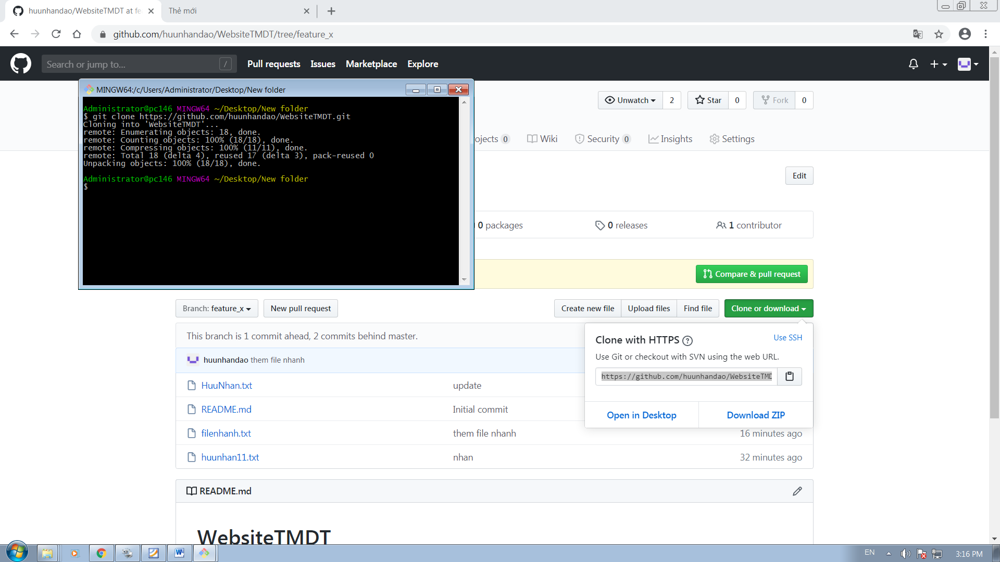 huunhandao/WebsiteTMDT at fe
Thẻ mới
github.com/huunhandao/WebsiteTMDT/tree/feature_x
Search or jump to...
/
Pull requests
Issues
Marketplace
Explore
MINGW64:/c/Users/Administrator/Desktop/New folder
Administrator@pc146 MINGW64 ~/Desktop/New folder
$ git clone https://github.com/huunhandao/WebsiteTMDT.git
Cloning into 'WebsiteTMDT'...
remote: Enumerating objects: 18, done.
remote: Counting objects: 100% (18/18), done.
remote: Compressing objects: 100% (11/11), done.
remote: Total 18 (delta 4), reused 17 (delta 3), pack-reused 0
Unpacking objects: 100% (18/18), done.
Administrator@pc146 MINGW64 ~/Desktop/New folder
$
Unwatch 2
Star 0
Fork 0
ojects 0
Wiki
Security 0
Insights
Settings
Edit
0 packages
0 releases
1 contributor
Compare & pull request
Branch: feature_x
New pull request
Create new file
Upload files
Find file
Clone or download
This branch is 1 commit ahead, 2 commits behind master.
Clone with HTTPS ?
Use SSH
Use Git or checkout with SVN using the web URL.
https://github.com/huunhandao/WebsiteTMD
Open in Desktop
Download ZIP
huunhandao them file nhanh
HuuNhan.txt update
README.md Initial commit
filenhanh.txt them file nhanh 16 minutes ago
huunhan11.txt nhan 32 minutes ago
README.md
WebsiteTMDT
EN
3:16 PM